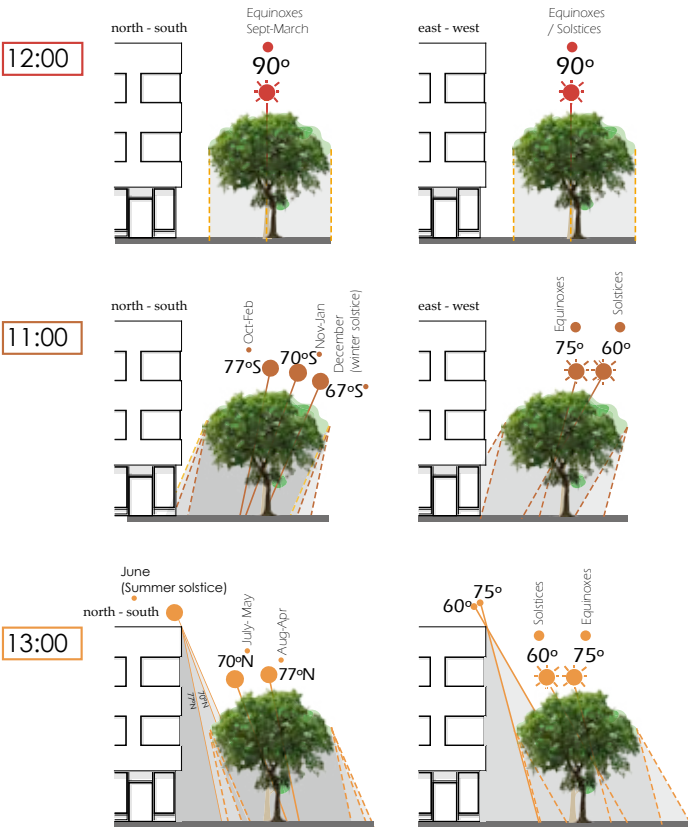 Equinoxes
Sept-March
north - south
12:00
90º
Equinoxes
/ Solstices
east - west
90º
11:00
north - south
Oct-Feb
77ºS
70ºS
Nov-Jan
December
(winter solstice)
67ºS
east - west
Equinoxes
Solstices
75º
60º
13:00
June
(Summer solstice)
north - south
70ºN
77ºN
July- May
70ºN
Aug-Apr
77ºN
60º
75º
Solstices
Equinoxes
60º
75º